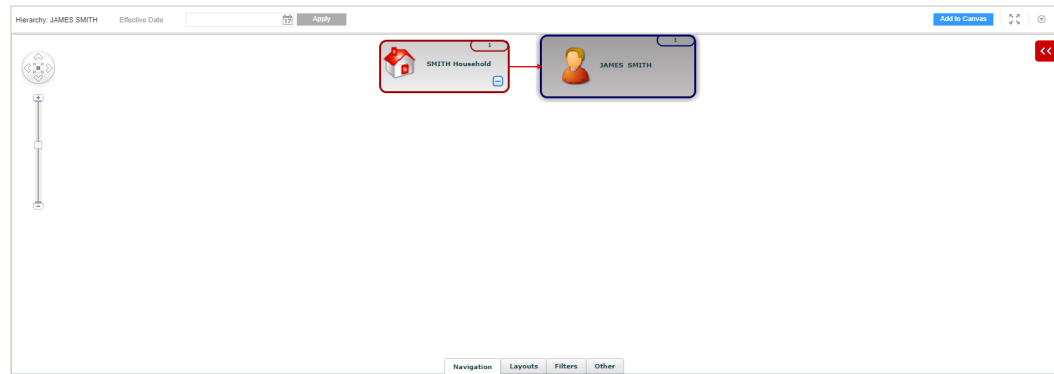 Hierarchy: JAMES SMITH Effective Date 17 Apply Add to Canvas
1 1
SMITH Household JAMES SMITH
Navigation Layouts Filters Other